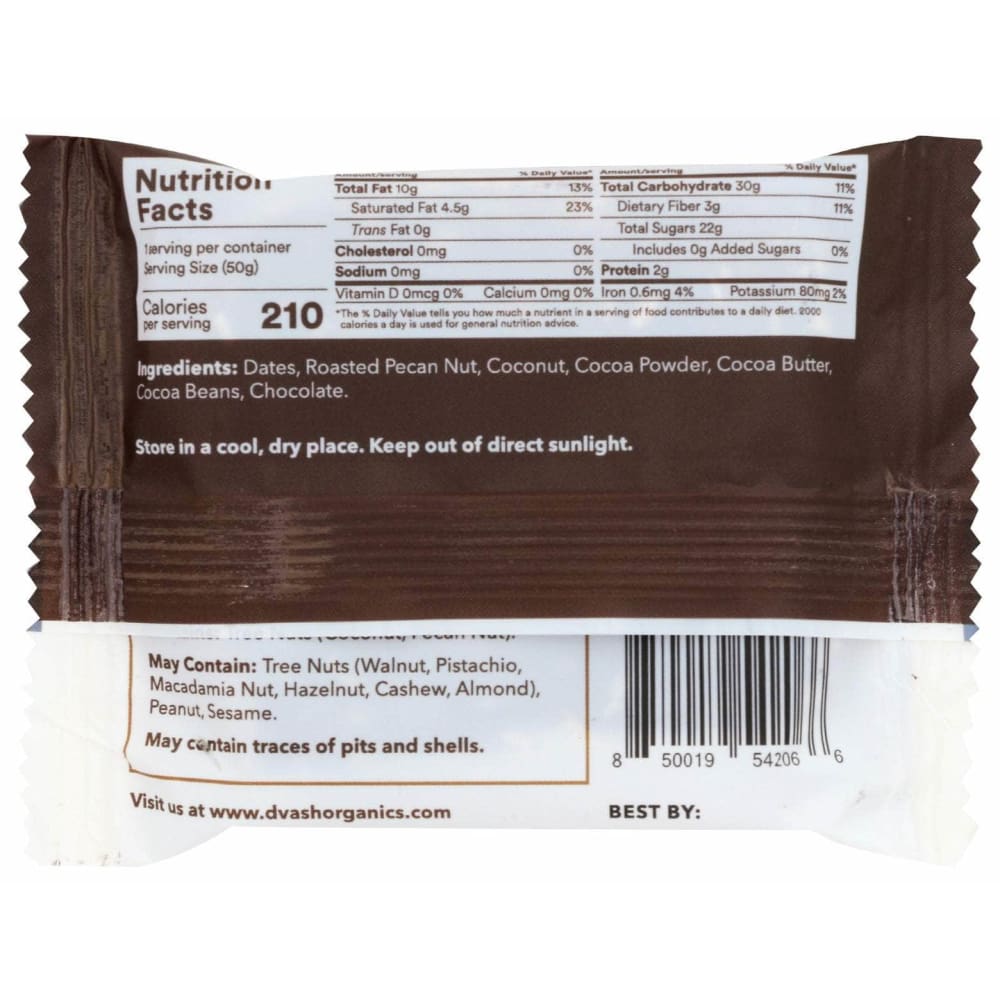 Nutrition
Facts
1 serving per container
Serving Size (50g)
Calories
per serving
210
Amount/serving % Daily Value*
Total Fat 10g 13%
Saturated Fat 4.5g 23%
Trans Fat 0g
Cholesterol 0mg 0%
Sodium 0mg 0%
Amount/serving % Daily Value*
Total Carbohydrate 30g 11%
Dietary Fiber 3g 11%
Total Sugars 22g
Includes 0g Added Sugars 0%
Protein 2g
Vitamin D 0mcg 0% Calcium 0mg 0% Iron 0.6mg 4% Potassium 80mg 2%
*The % Daily Value tells you how much a nutrient in a serving of food contributes to a daily diet. 2000
calories a day is used for general nutrition advice.
Ingredients: Dates, Roasted Pecan Nut, Coconut, Cocoa Powder, Cocoa Butter,
Cocoa Beans, Chocolate.
Store in a cool, dry place. Keep out of direct sunlight.
Tree Nuts (Coconut, Pecan Nut).
May Contain: Tree Nuts (Walnut, Pistachio,
Macadamia Nut, Hazelnut, Cashew, Almond),
Peanut, Sesame.
May contain traces of pits and shells.
Visit us at www.dvashorganics.com
8 50019 54206 6
BEST BY: